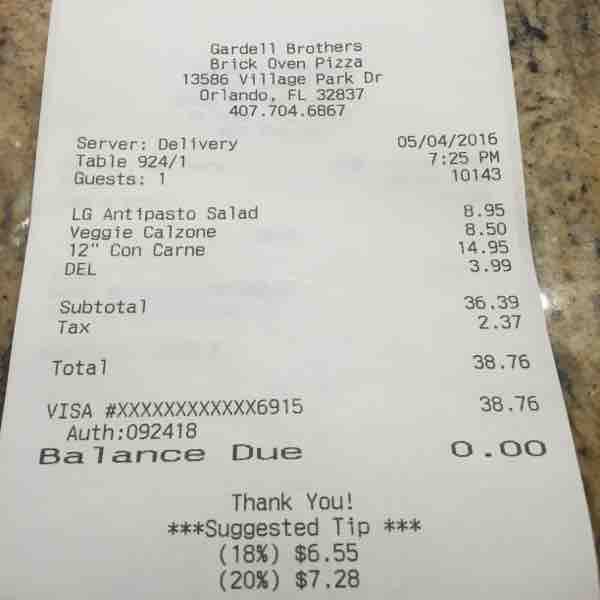 Gardell Brothers
Brick Oven Pizza
13586 Village Park Dr
Orlando, FL 32837
407.704.6867
Server: Delivery 05/04/2016
Table 924/1 7:25 PM
Guests: 1 10143
LG Antipasto Salad 8.95
Veggie Calzone 8.50
12" Con Carne 14.95
DEL 3.99
Subtotal 36.39
Tax 2.37
Total 38.76
VISA #XXXXXXXXXXXX6915 38.76
Auth:092418
Balance Due 0.00
Thank You!
***Suggested Tip ***
(18%) $6.55
(20%) $7.28